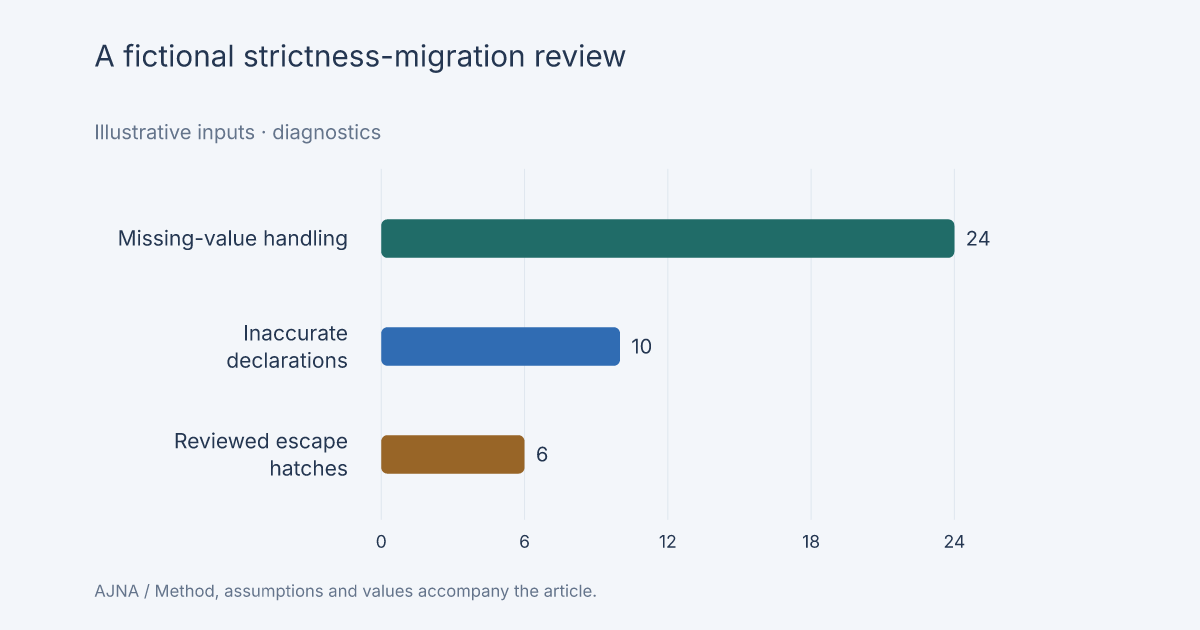 A fictional strictness-migration review
Illustrative inputs · diagnostics
Missing-value handling
24
Inaccurate
declarations
10
Reviewed escape
hatches
6
0
6
12
18
24
AJNA / Method, assumptions and values accompany the article.